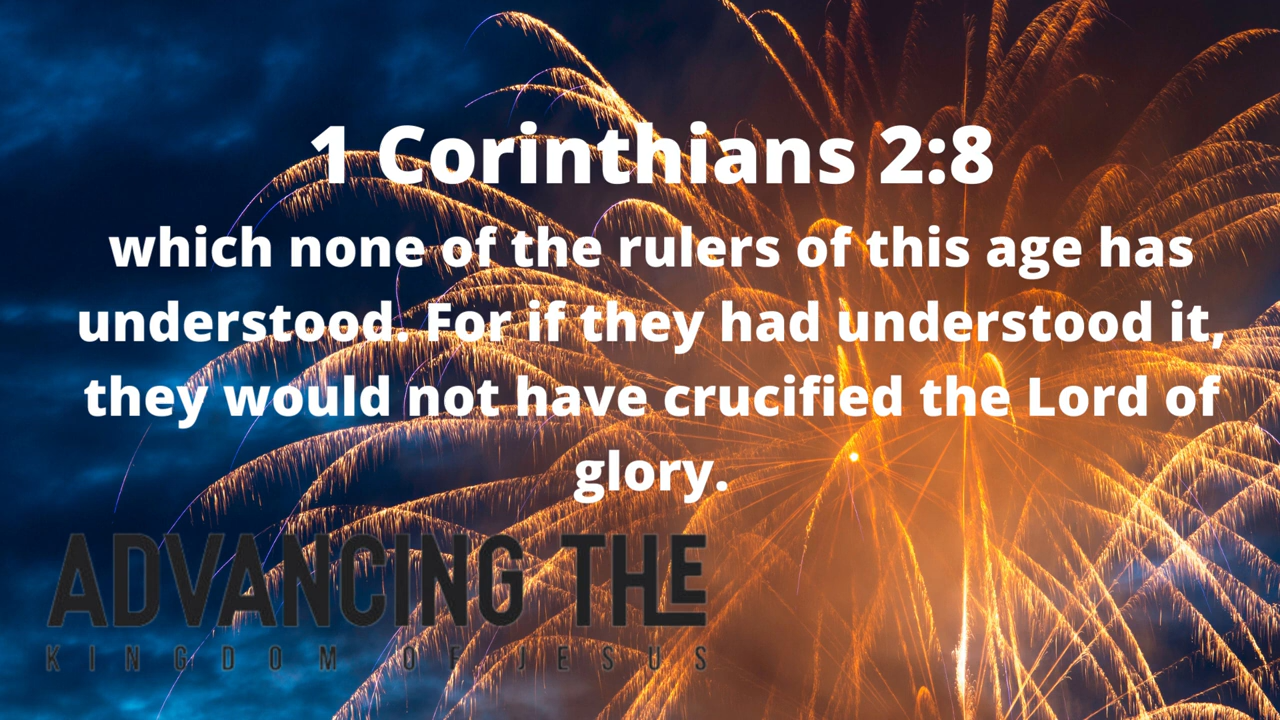 1 Corinthians 2:8
which none of the rulers of this age has
understood. For if they had understood it,
they would not have crucified the Lord of
glory.
ADVANCING THE
KINGDOM OF JESUS